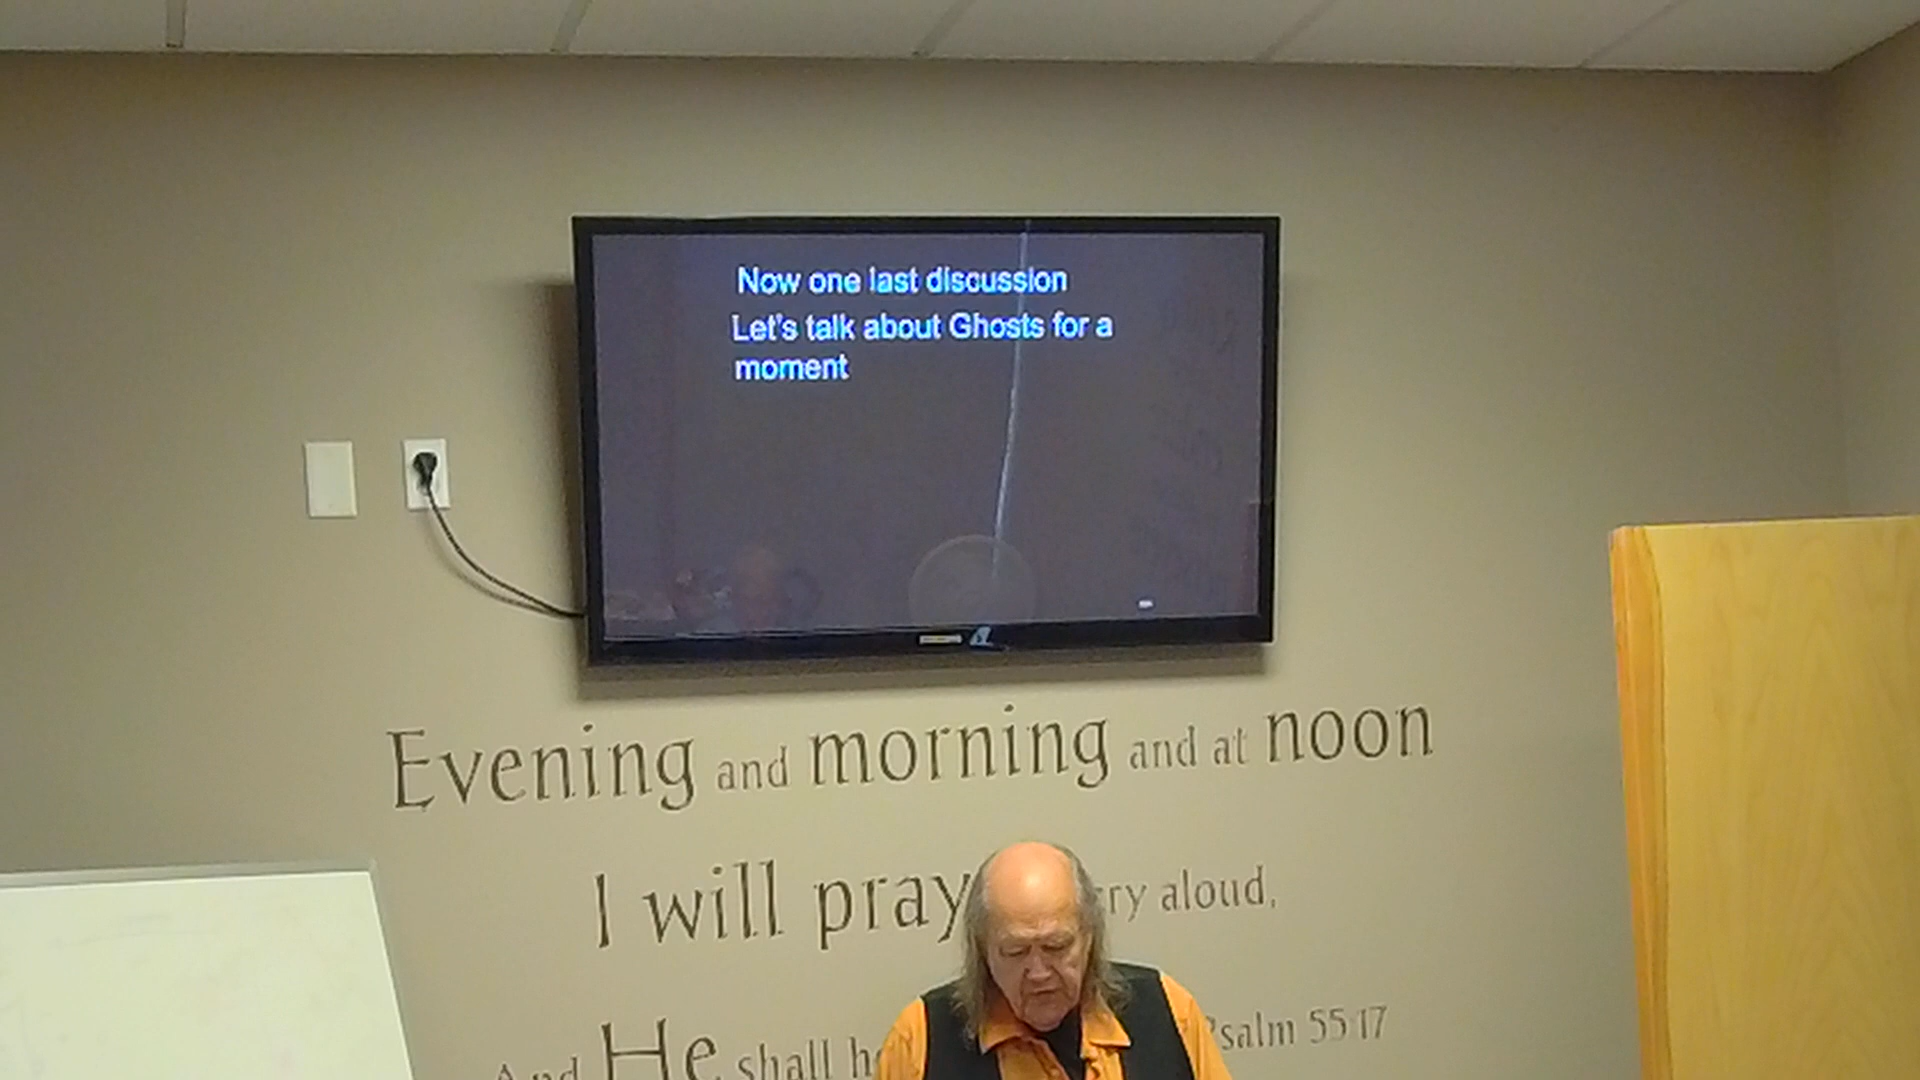 Now one last discussion
Let's talk about Ghosts for a
moment
Evening and morning and at noon
I will pray ry aloud,
And He shall h Psalm 55:17